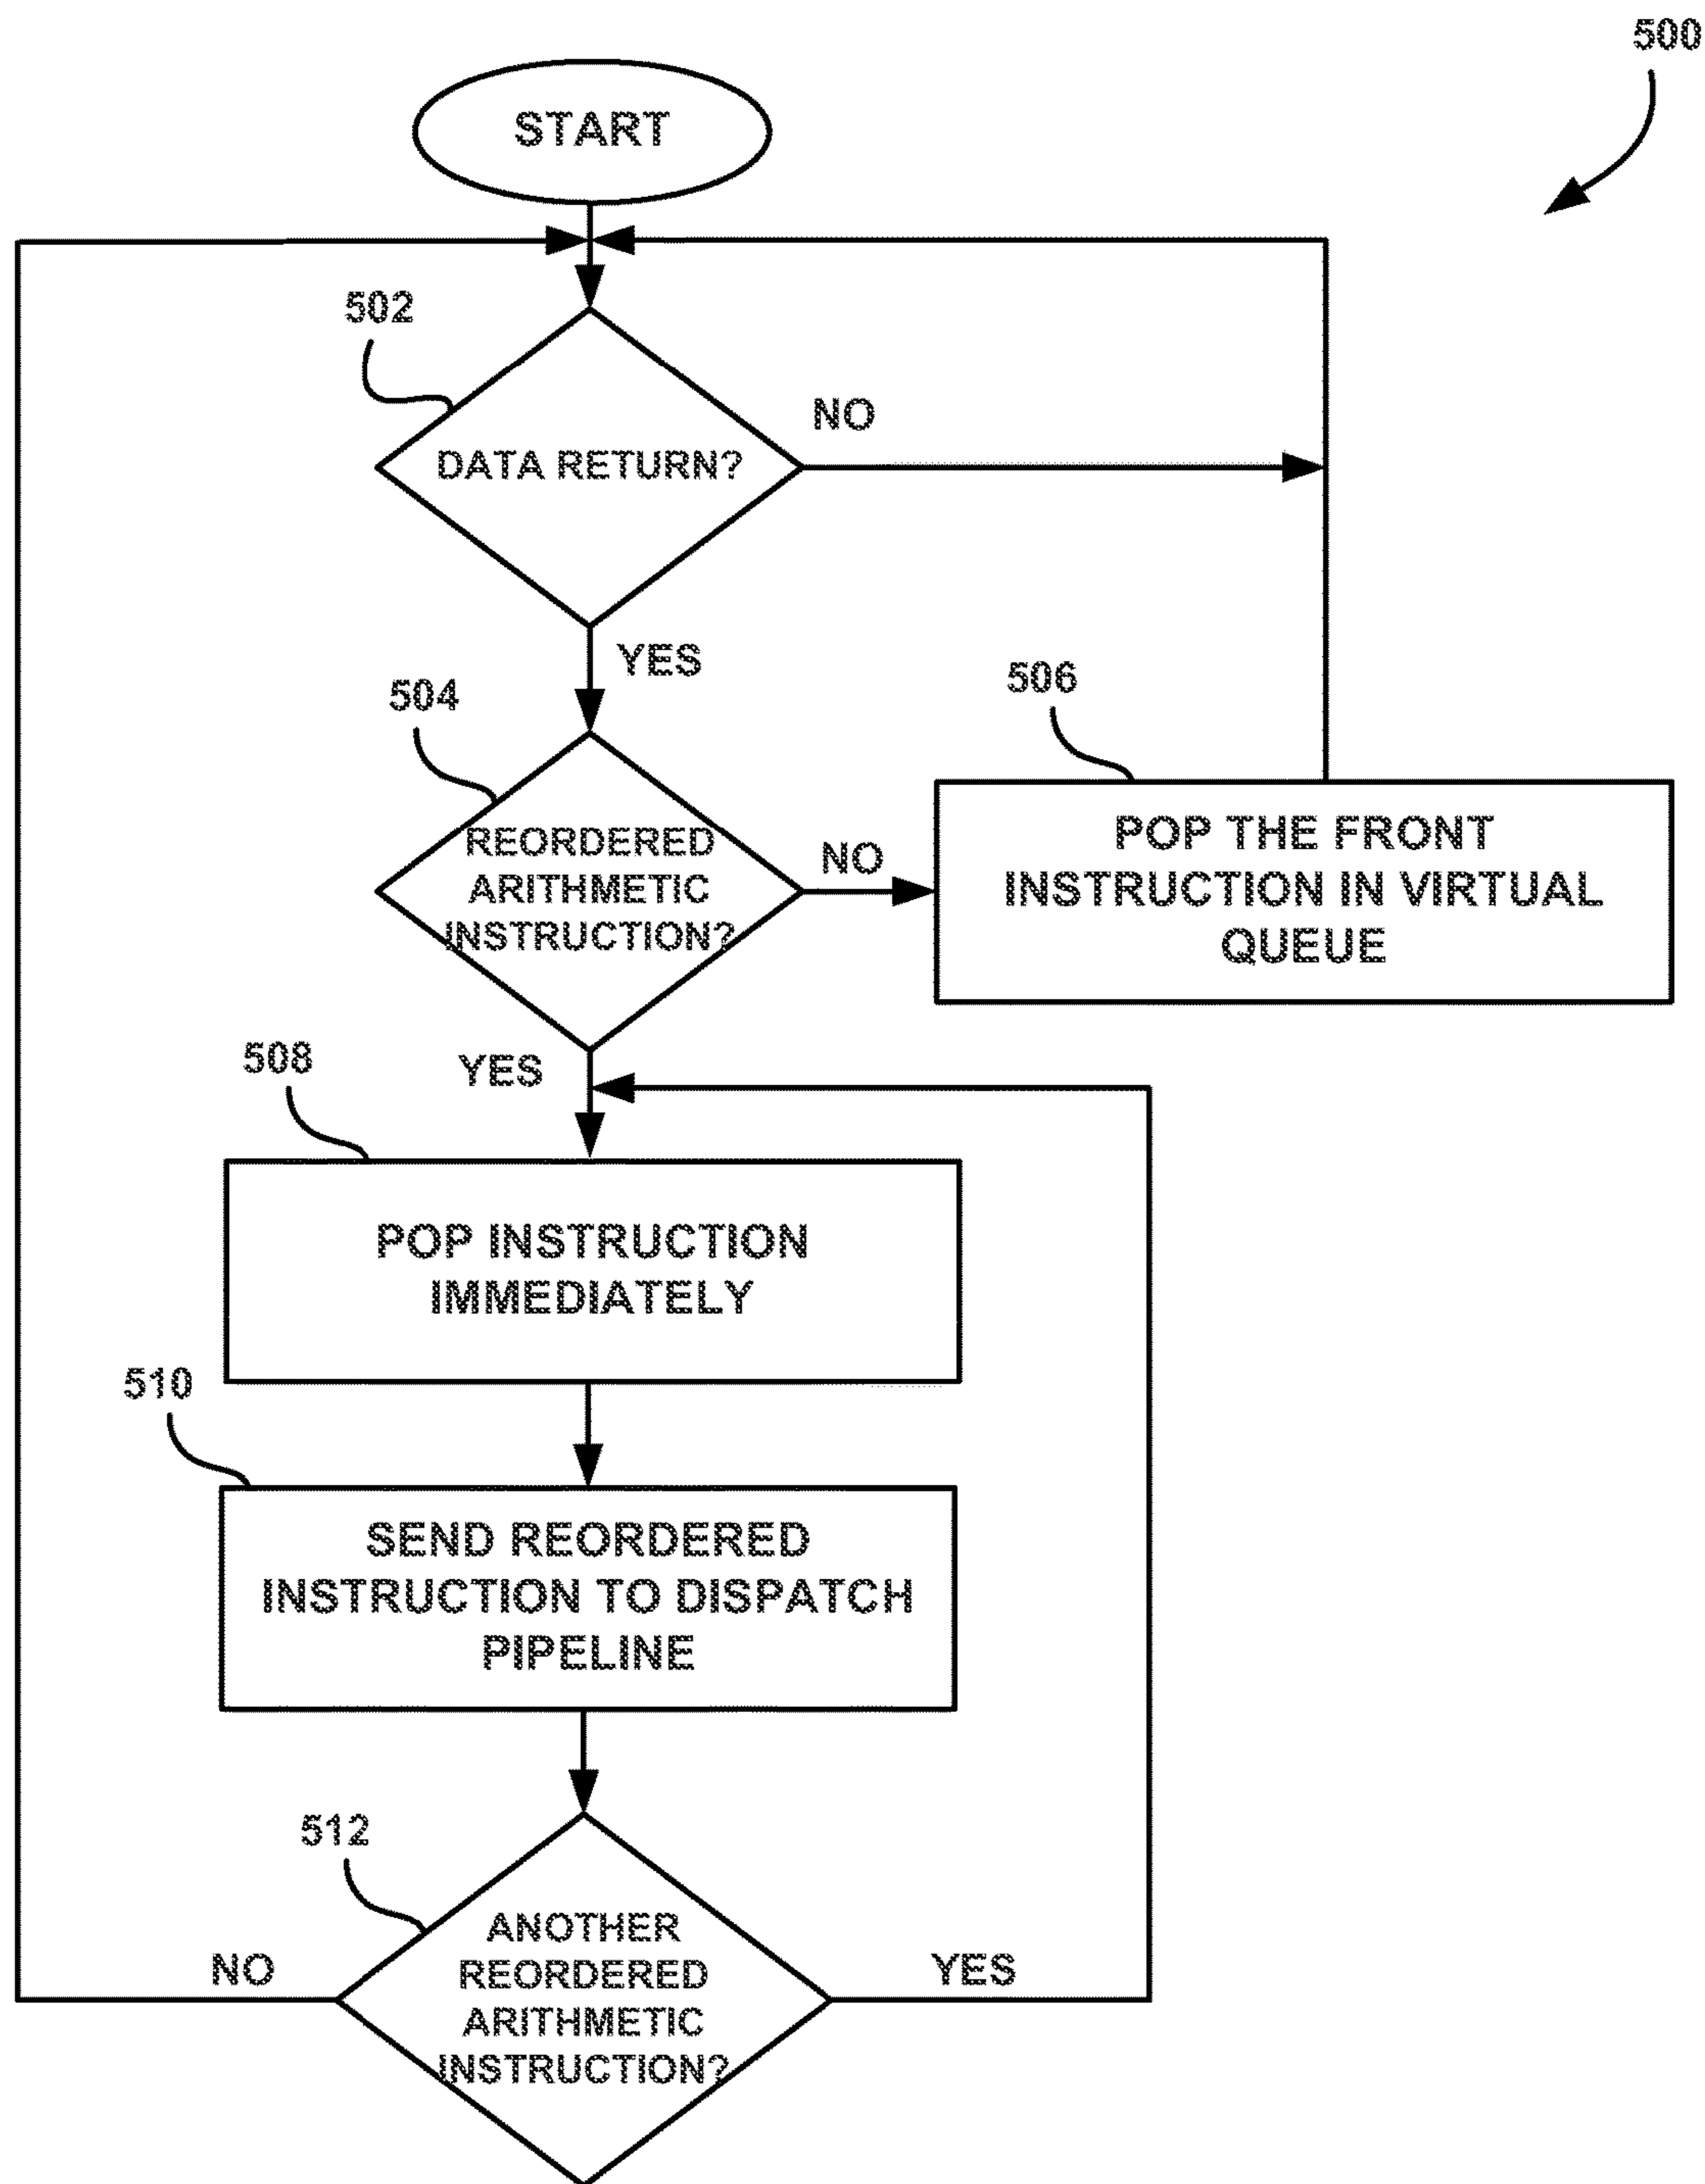 500
START
502
DATA RETURN?
NO
YES
504
506
REORDERED
ARITHMETIC
INSTRUCTION?
NO
POP THE FRONT
INSTRUCTION IN VIRTUAL
QUEUE
YES
508
POP INSTRUCTION
IMMEDIATELY
510
SEND REORDERED
INSTRUCTION TO DISPATCH
PIPELINE
512
ANOTHER
REORDERED
ARITHMETIC
INSTRUCTION?
NO
YES